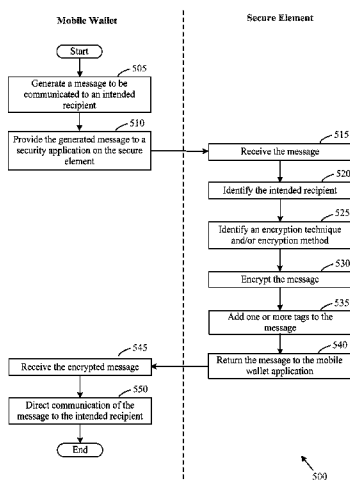 Mobile Wallet
Secure Element
Start
505
Generate a message to be
communicated to an intended
recipient
510
Provide the generated message to a
security application on the secure
element
515
Receive the message
520
Identify the intended recipient
525
Identify an encryption technique
and/or encryption method
530
Encrypt the message
535
Add one or more tags to the
message
540
Return the message to the mobile
wallet application
545
Receive the encrypted message
550
Direct communication of the
message to the intended recipient
End
500